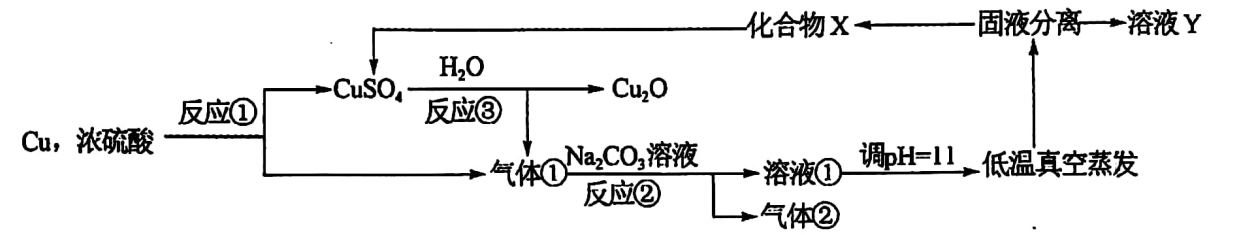 化合物X
固液分离
溶液Y
H₂O
CuSO₄
Cu₂O
反应①
反应③
Cu，浓硫酸
气体①
Na₂CO₃溶液
反应②
溶液①
调pH=11
低温真空蒸发
气体②